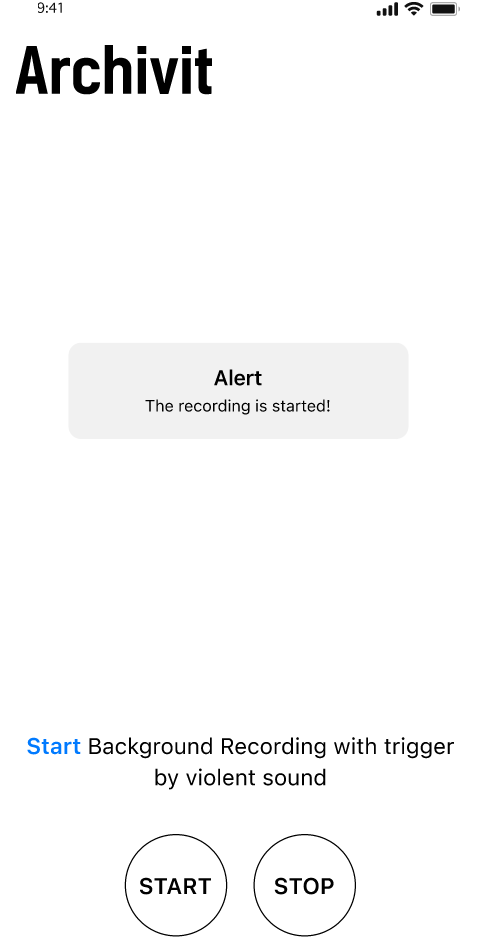 9:41
Archivit
Alert
The recording is started!
Start Background Recording with trigger
by violent sound
START STOP